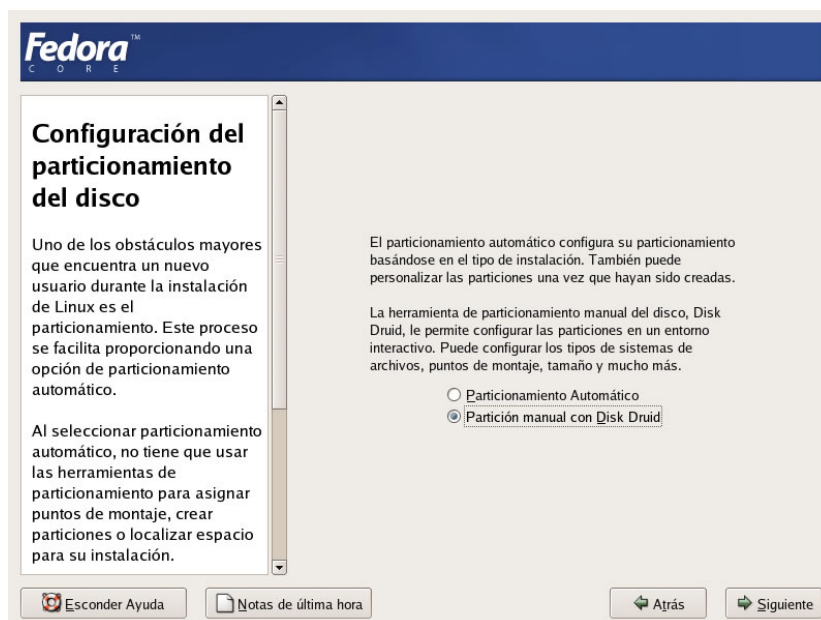 Fedora™
CORE
Configuración del
particionamiento
del disco
Uno de los obstáculos mayores
que encuentra un nuevo
usuario durante la instalación
de Linux es el
particionamiento. Este proceso
se facilita proporcionando una
opción de particionamiento
automático.
Al seleccionar particionamiento
automático, no tiene que usar
las herramientas de
particionamiento para asignar
puntos de montaje, crear
particiones o localizar espacio
para su instalación.
El particionamiento automático configura su particionamiento
basándose en el tipo de instalación. También puede
personalizar las particiones una vez que hayan sido creadas.
La herramienta de particionamiento manual del disco, Disk
Druid, le permite configurar las particiones en un entorno
interactivo. Puede configurar los tipos de sistemas de
archivos, puntos de montaje, tamaño y mucho más.
Particionamiento Automático
Partición manual con Disk Druid
Esconder Ayuda
Notas de última hora
Atrás
Siguiente